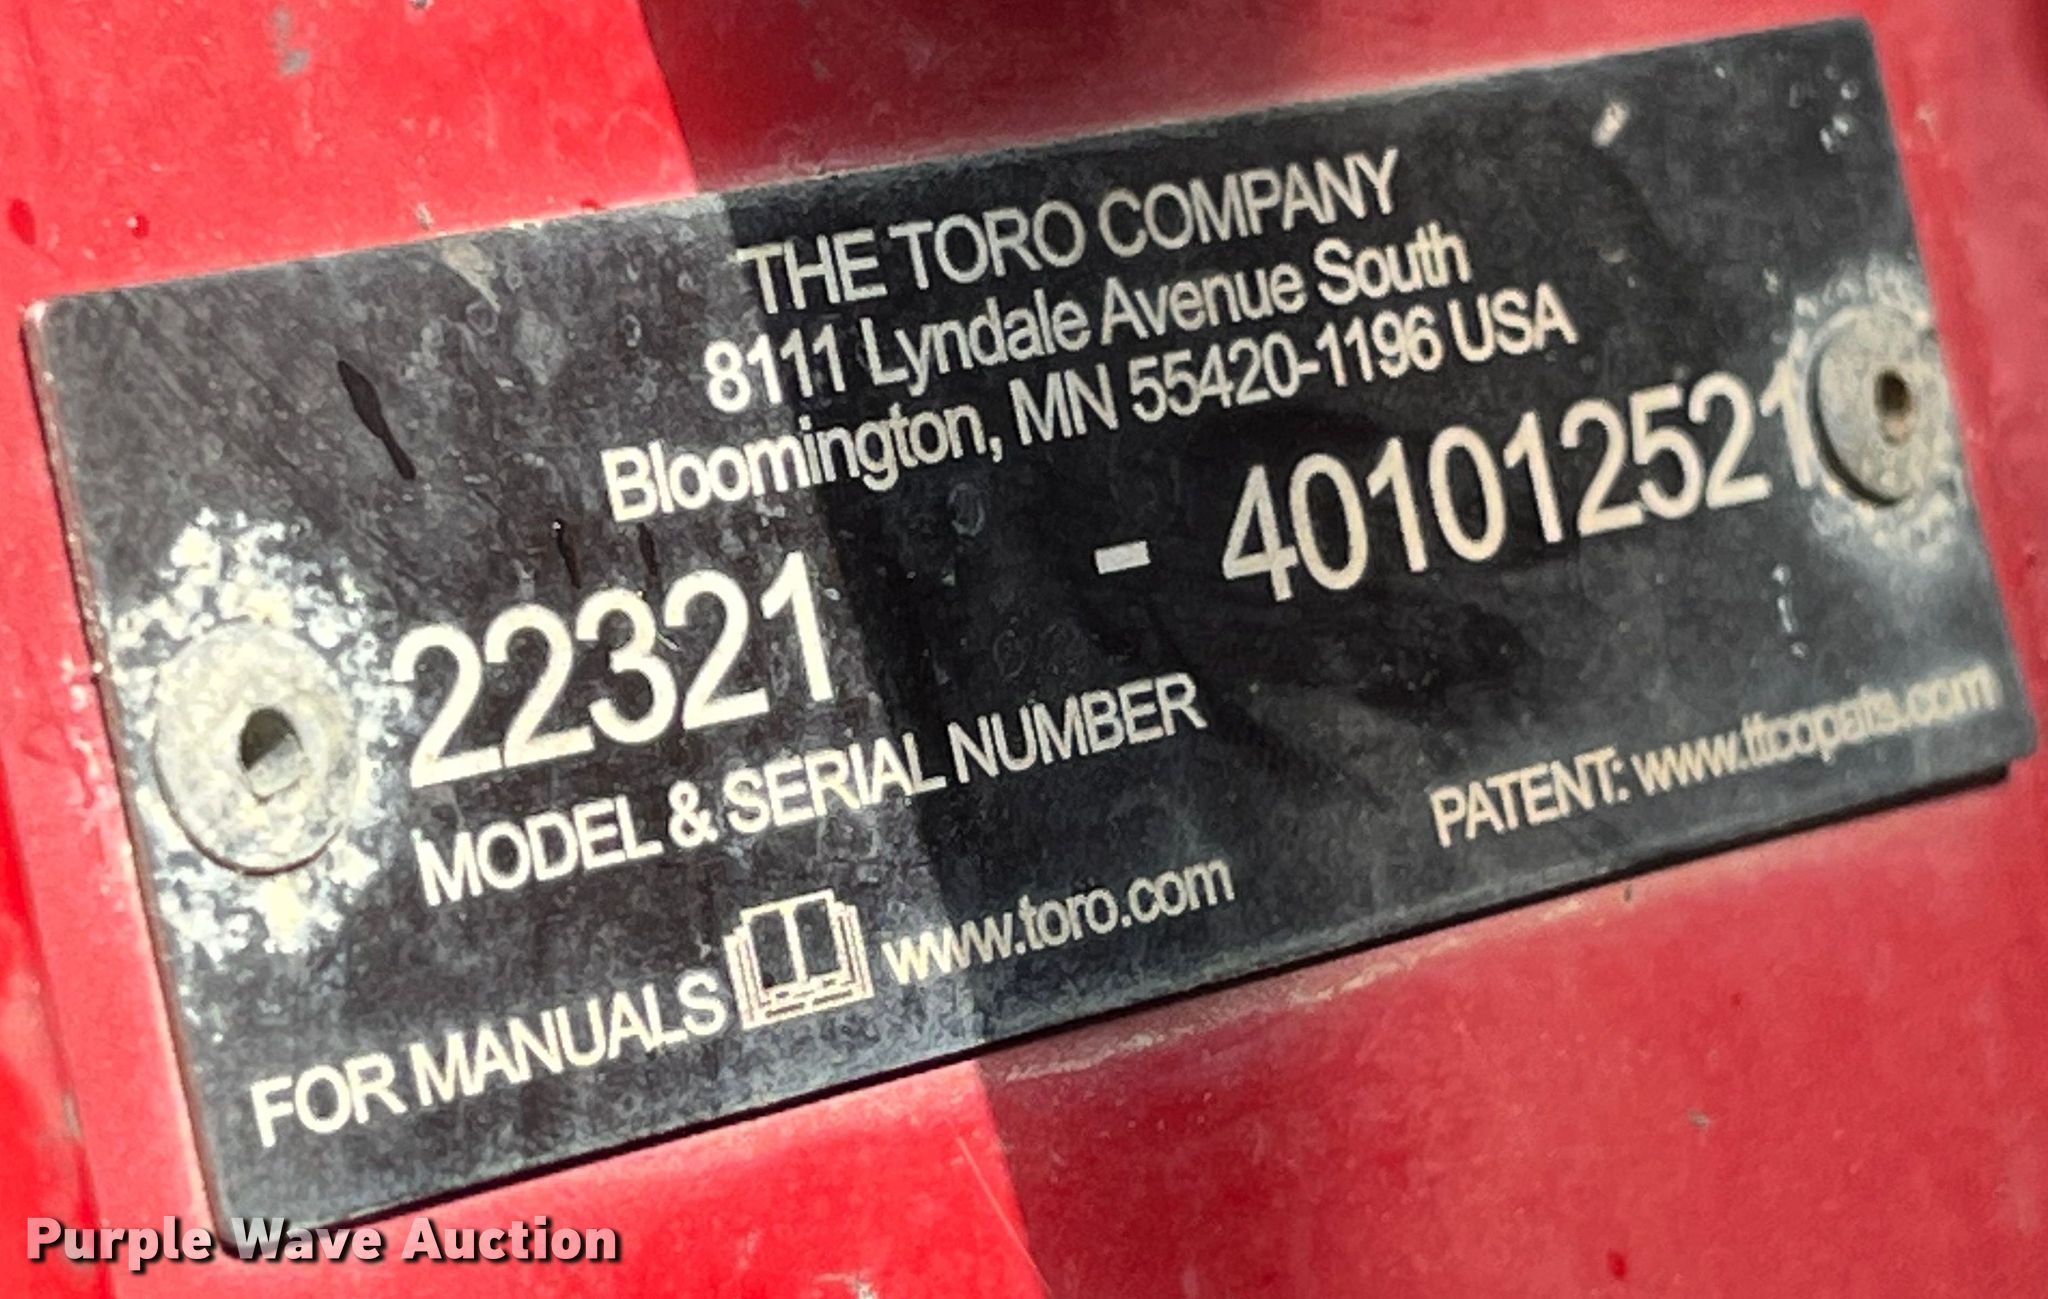 THE TORO COMPANY
8111 Lyndale Avenue South
Bloomington, MN 55420-1196 USA
22321 - 401012521
MODEL & SERIAL NUMBER
PATENT: www.ttcopats.com
FOR MANUALS www.toro.com
Purple Wave Auction